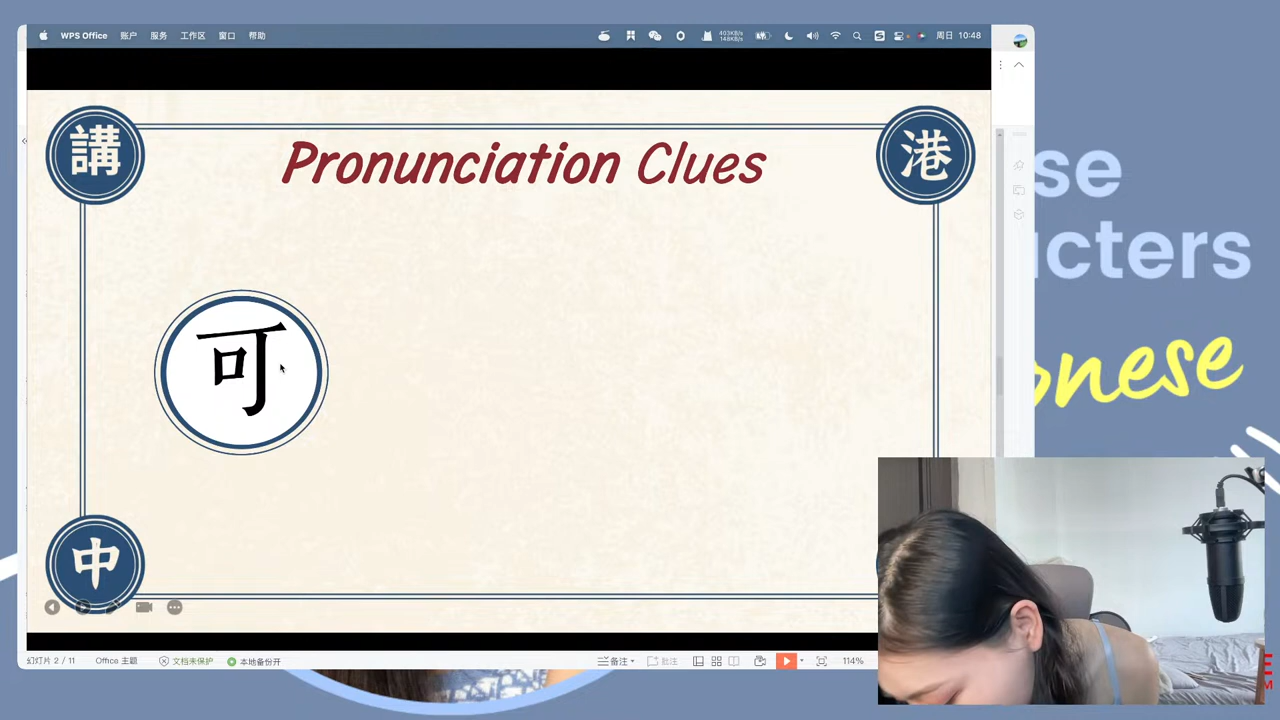 WPS Office 账户 服务 工作区 窗口 帮助
403KB/s
148KB/s
周日 10:48
講
港
Pronunciation Clues
可
中
se
cters
nese
幻灯片 2 / 11 Office 主题 文档未保护 本地备份开 备注 批注 114%
E
M